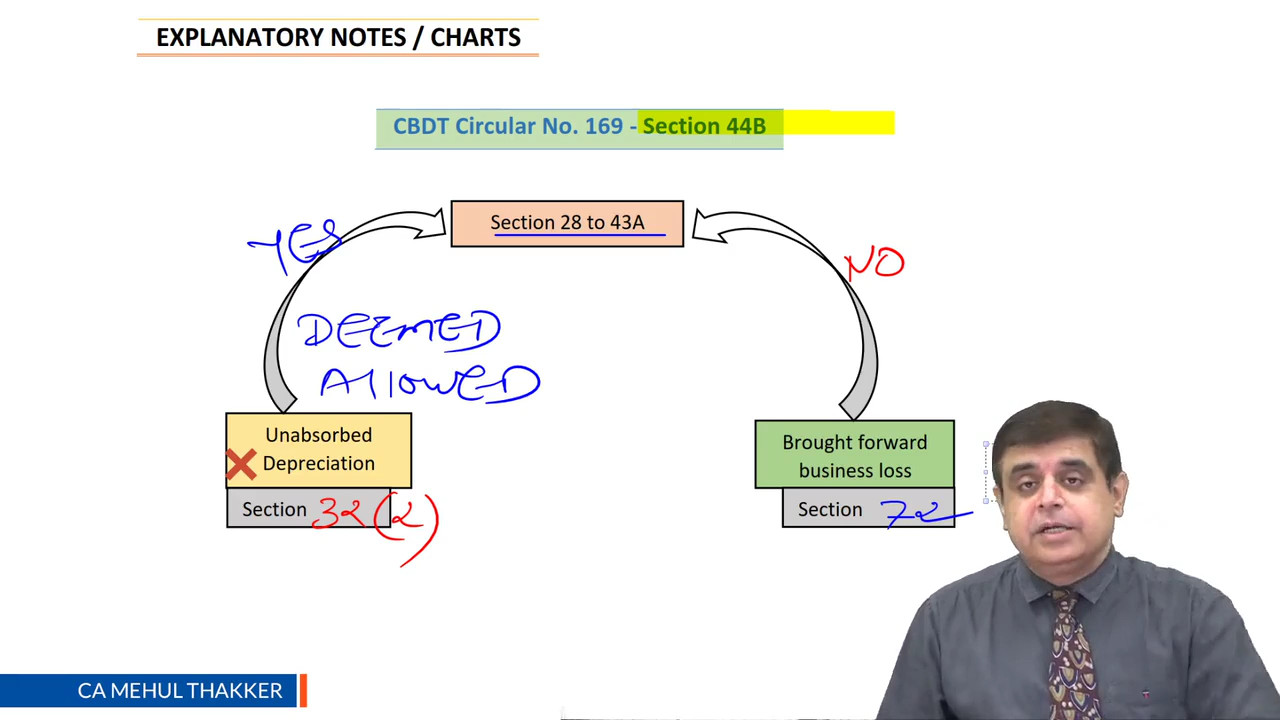 EXPLANATORY NOTES / CHARTS
CBDT Circular No. 169 - Section 44B
Section 28 to 43A
YES
NO
DEEMED
AllOWED
Unabsorbed
Depreciation
Section 32(2)
Brought forward
business loss
Section 72
CA MEHUL THAKKER